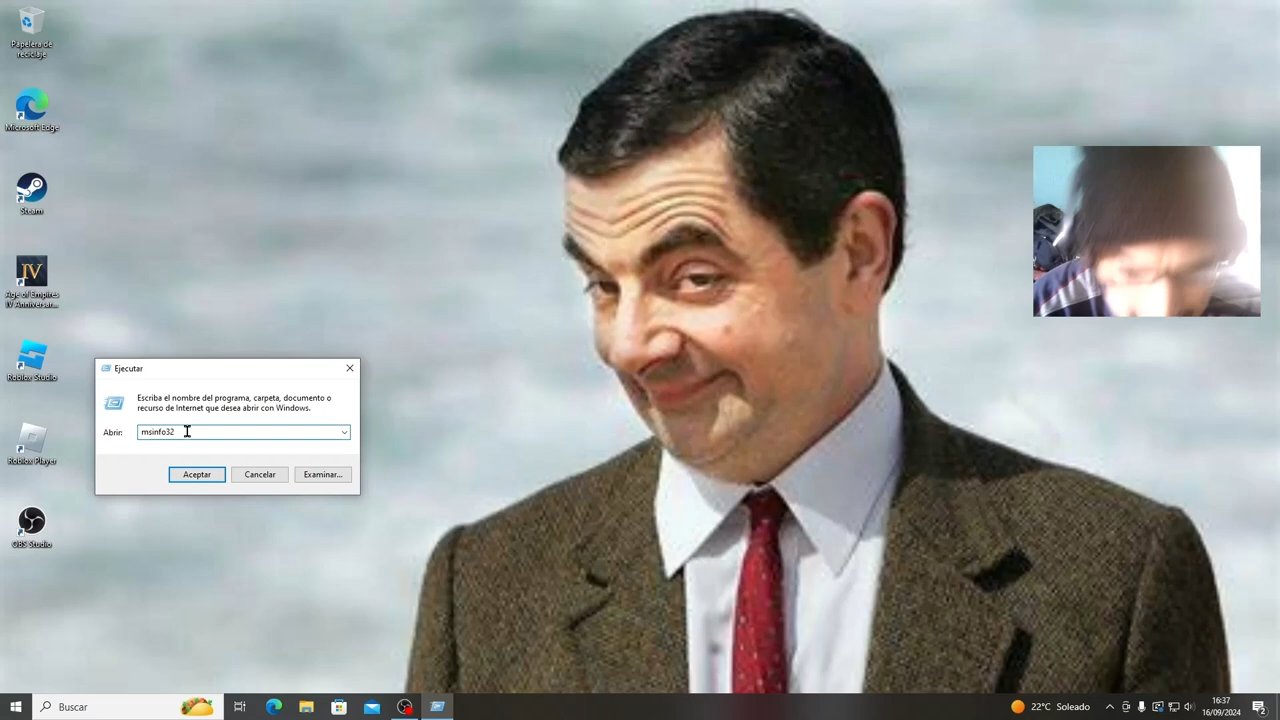 Papelera de
reciclaje
Microsoft Edge
Steam
IV
Age of Empires
IV Anniversar...
Roblox Studio
Roblox Player
OBS Studio
Ejecutar
Escriba el nombre del programa, carpeta, documento o
recurso de Internet que desea abrir con Windows.
Abrir: msinfo32
Aceptar Cancelar Examinar...
Buscar
22°C Soleado
16:37
16/09/2024
2